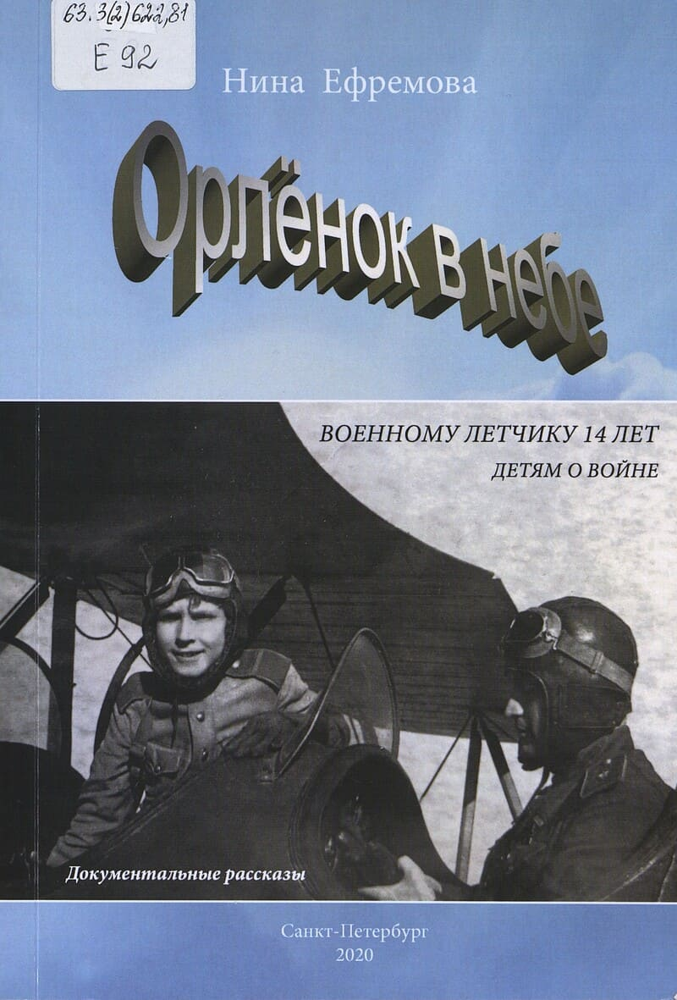 63.3(2)622,81
Е 92
Нина Ефремова
Орлёнок в небе
ВОЕННОМУ ЛЕТЧИКУ 14 ЛЕТ
ДЕТЯМ О ВОЙНЕ
Документальные рассказы
Санкт-Петербург
2020